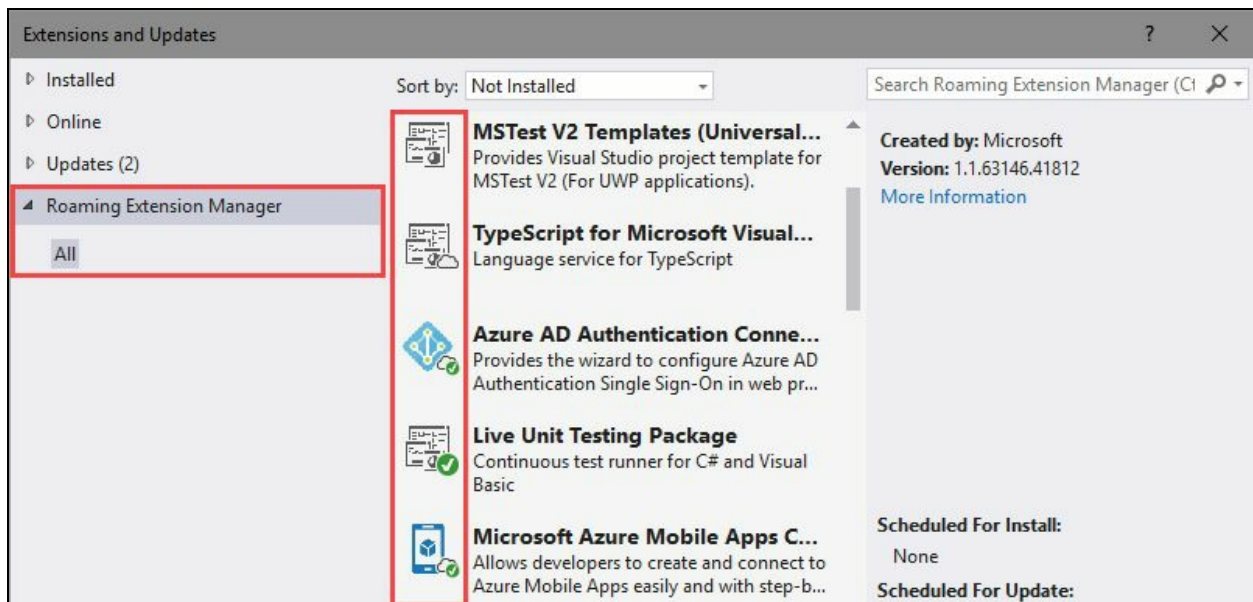 Extensions and Updates
?
Installed
Online
Updates (2)
Roaming Extension Manager
All
Sort by: Not Installed
MSTest V2 Templates (Universal...
Provides Visual Studio project template for
MSTest V2 (For UWP applications).
TypeScript for Microsoft Visual...
Language service for TypeScript
Azure AD Authentication Conne...
Provides the wizard to configure Azure AD
Authentication Single Sign-On in web pr...
Live Unit Testing Package
Continuous test runner for C# and Visual
Basic
Microsoft Azure Mobile Apps C...
Allows developers to create and connect to
Azure Mobile Apps easily and with step-b...
Search Roaming Extension Manager (Ct
Created by: Microsoft
Version: 1.1.63146.41812
More Information
Scheduled For Install:
None
Scheduled For Update: